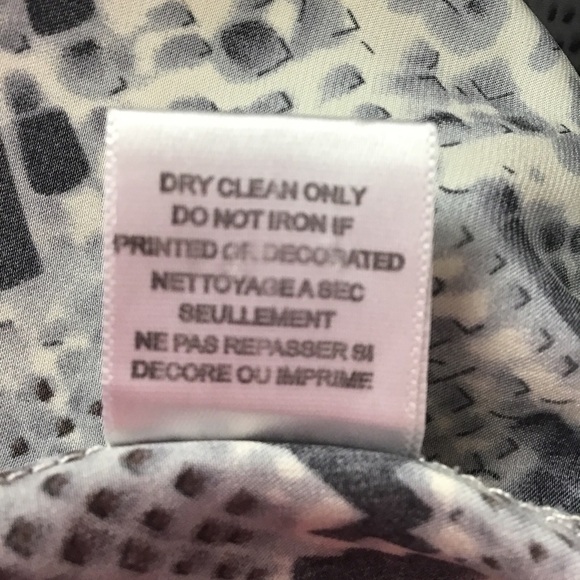 DRY CLEAN ONLY
DO NOT IRON IF
PRINTED OR DECORATED
NETTOYAGE A SEC
SEULLEMENT
NE PAS REPASSER SI
DECORE OU IMPRIME